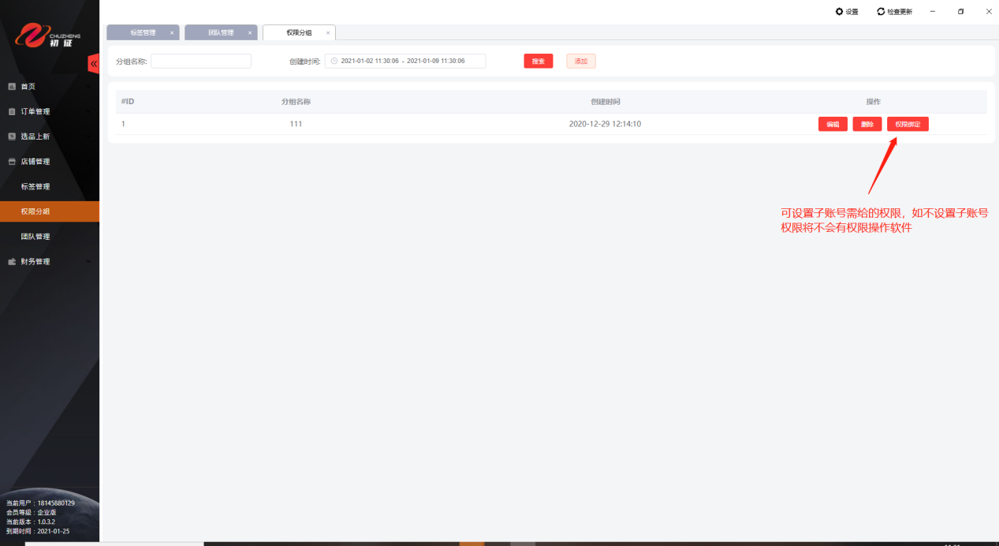 设置
检查更新
CHUZHENG
初 证
标签管理
团队管理
权限分组
分组名称:
创建时间:
2021-01-02 11:30:06 - 2021-01-09 11:30:06
搜索
添加
#ID
分组名称
创建时间
操作
1
111
2020-12-29 12:14:10
编辑
删除
权限绑定
可设置子账号需给的权限，如不设置子账号
权限将不会有权限操作软件
首页
订单管理
选品上新
店铺管理
标签管理
权限分组
团队管理
财务管理
当前用户：18145880129
会员等级：企业版
当前版本：1.0.3.2
到期时间：2021-01-25